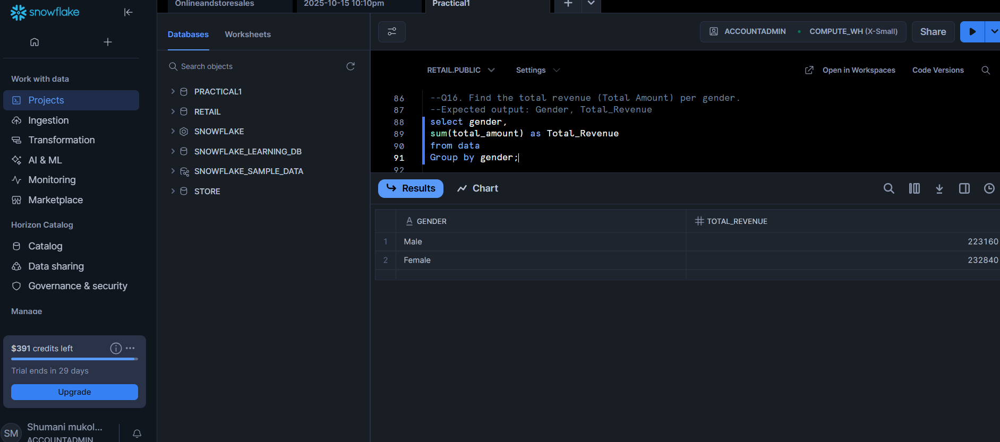 snowflake
Work with data
Projects
Ingestion
Transformation
AI & ML
Monitoring
Marketplace
Horizon Catalog
Catalog
Data sharing
Governance & security
Manage
$391 credits left
Trial ends in 29 days
Upgrade
SM
Shumani mukol...
ACCOUNTADMIN
Onlineandstoresales
2025-10-15 10:10pm
Practical1
Databases
Worksheets
Search objects
PRACTICAL1
RETAIL
SNOWFLAKE
SNOWFLAKE_LEARNING_DB
SNOWFLAKE_SAMPLE_DATA
STORE
ACCOUNTADMIN
COMPUTE_WH (X-Small)
Share
RETAIL.PUBLIC
Settings
Open in Workspaces
Code Versions
86 --Q16. Find the total revenue (Total Amount) per gender.
87 --Expected output: Gender, Total_Revenue
88 select gender,
89 sum(total_amount) as Total_Revenue
90 from data
91 Group by gender;
92
Results
Chart
GENDER TOTAL_REVENUE
1 Male 223160
2 Female 232840